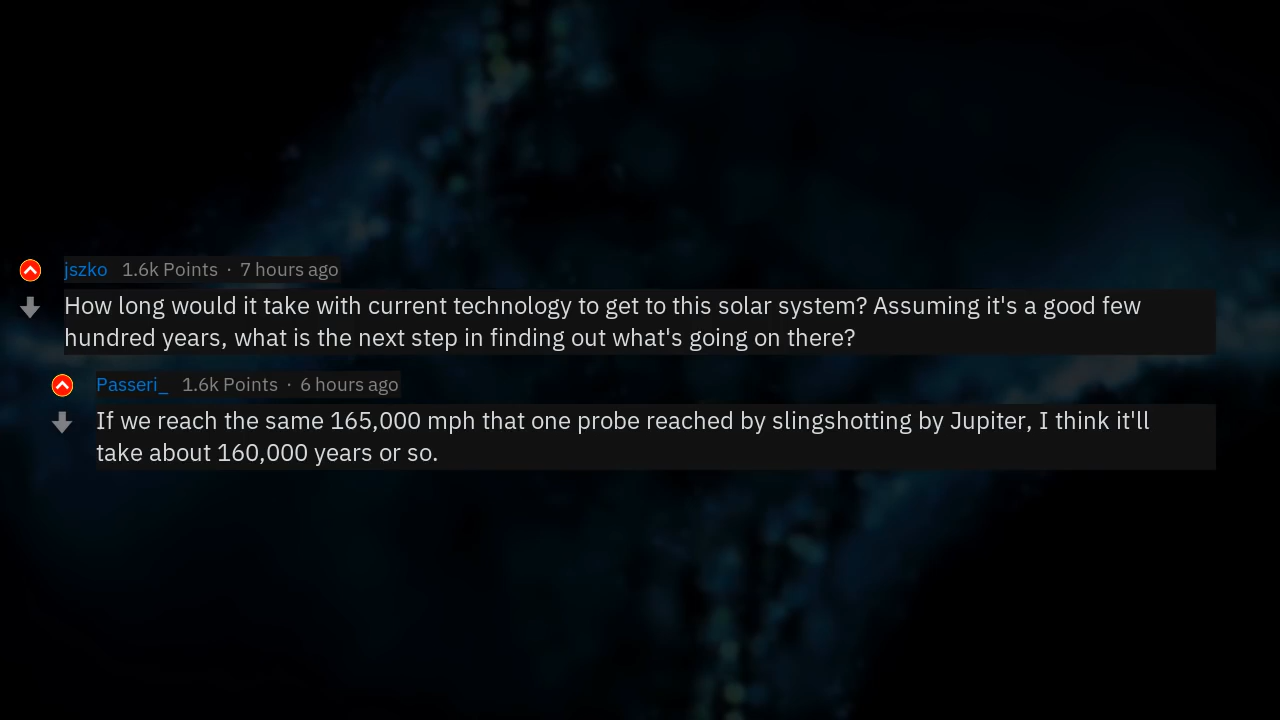 jszko 1.6k Points · 7 hours ago
How long would it take with current technology to get to this solar system? Assuming it's a good few
hundred years, what is the next step in finding out what's going on there?
Passeri_ 1.6k Points · 6 hours ago
If we reach the same 165,000 mph that one probe reached by slingshotting by Jupiter, I think it'll
take about 160,000 years or so.